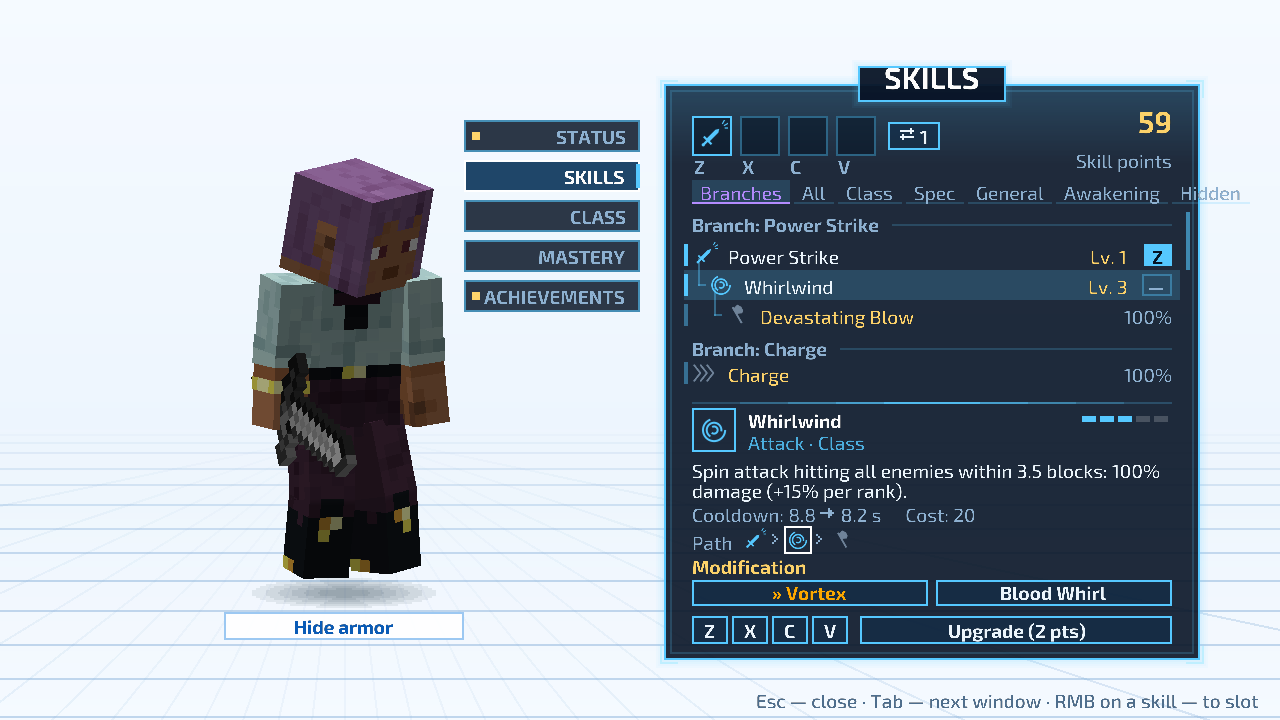 SKILLS
59
⇄ 1
Z X C V
Skill points
STATUS
SKILLS
CLASS
MASTERY
ACHIEVEMENTS
Branches All Class Spec General Awakening Hidden
Branch: Power Strike
Power Strike Lv. 1 Z
Whirlwind Lv. 3 —
Devastating Blow 100%
Branch: Charge
Charge 100%
Whirlwind
Attack · Class
Spin attack hitting all enemies within 3.5 blocks: 100%
damage (+15% per rank).
Cooldown: 8.8 → 8.2 s Cost: 20
Path > >
Modification
» Vortex Blood Whirl
Z X C V Upgrade (2 pts)
Hide armor
Esc — close · Tab — next window · RMB on a skill — to slot